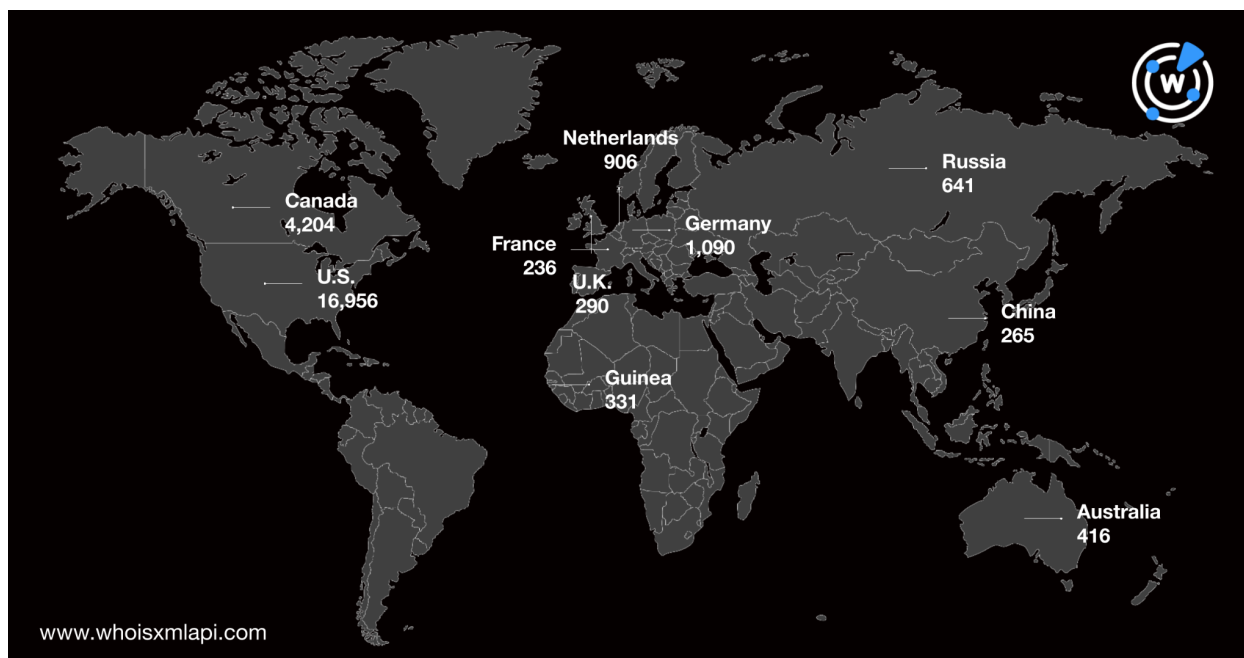 W
Netherlands
906
Russia
641
Canada
4,204
Germany
1,090
France
236
U.S.
16,956
U.K.
290
China
265
Guinea
331
Australia
416
www.whoisxmlapi.com